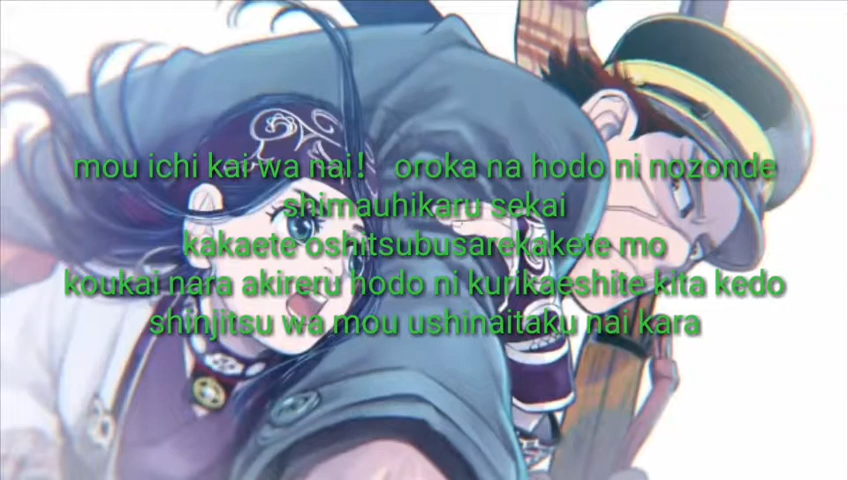 mou ichi kai wa nai! oroka na hodo ni nozonde
shimauhikaru sekai
kakaete oshitsubusarekakete mo
koukai nara akireru hodo ni kurikaeshite kita kedo
shinjitsu wa mou ushinaitaku nai kara